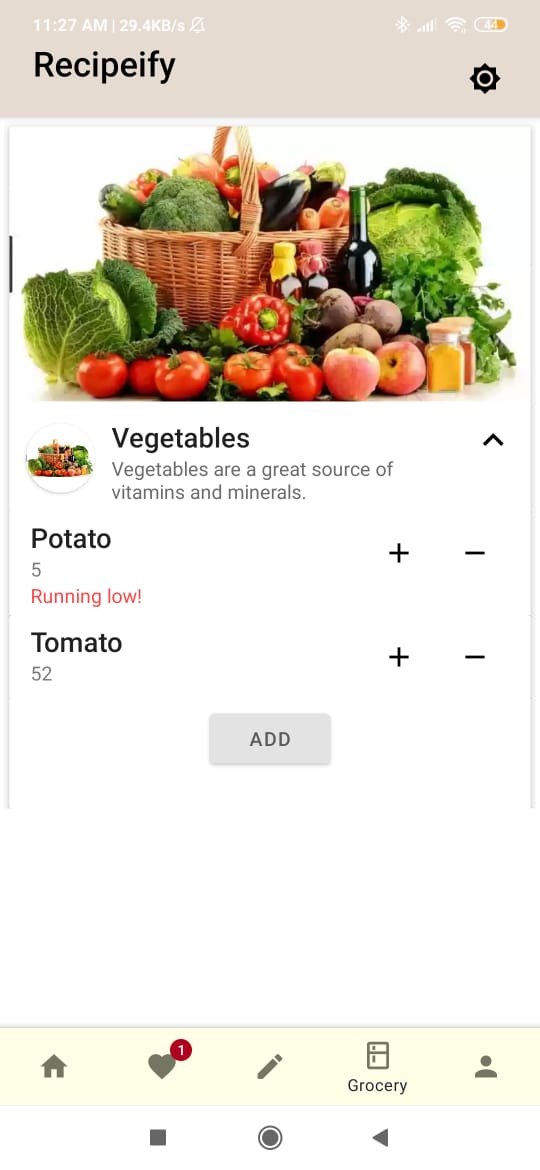 11:27 AM | 29.4KB/s
44
Recipeify
Vegetables
Vegetables are a great source of
vitamins and minerals.
Potato
5
Running low!
Tomato
52
ADD
1
Grocery